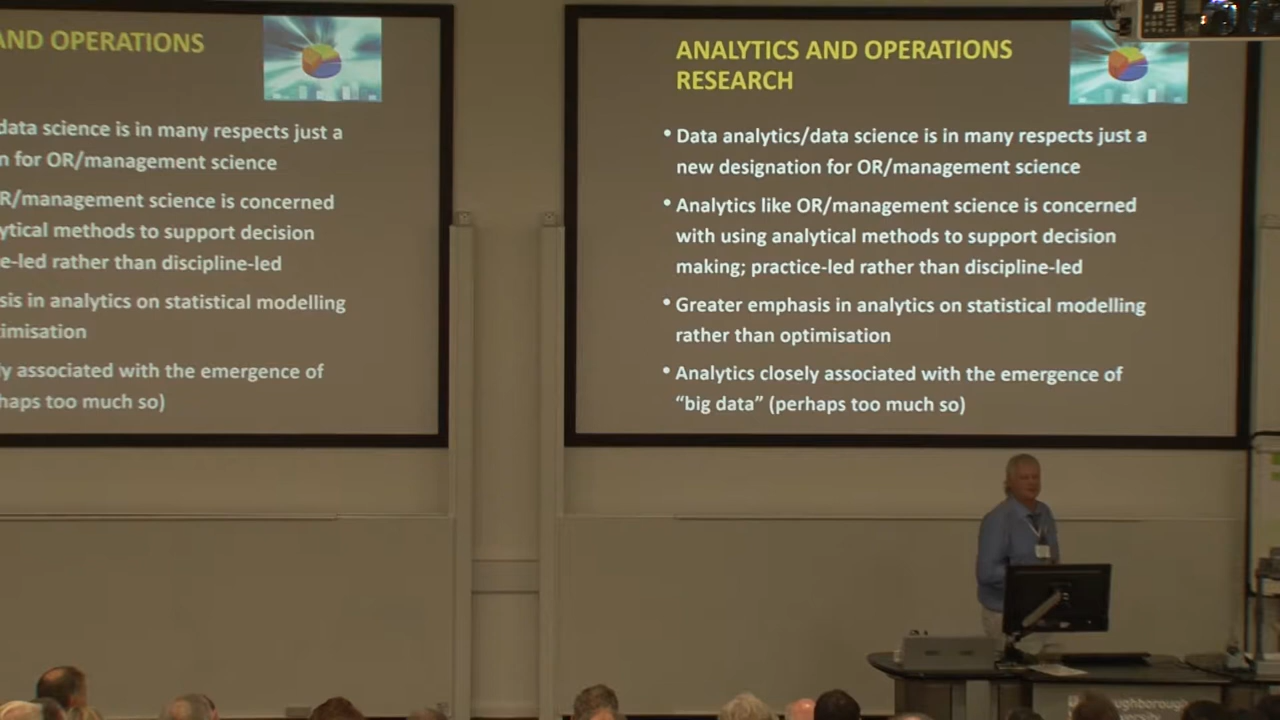 AND OPERATIONS
data science is in many respects just a
n for OR/management science
R/management science is concerned
ytical methods to support decision
e-led rather than discipline-led
sis in analytics on statistical modelling
imisation
ly associated with the emergence of
haps too much so)
ANALYTICS AND OPERATIONS
RESEARCH
• Data analytics/data science is in many respects just a
new designation for OR/management science
• Analytics like OR/management science is concerned
with using analytical methods to support decision
making; practice-led rather than discipline-led
• Greater emphasis in analytics on statistical modelling
rather than optimisation
• Analytics closely associated with the emergence of
“big data” (perhaps too much so)
ughborough